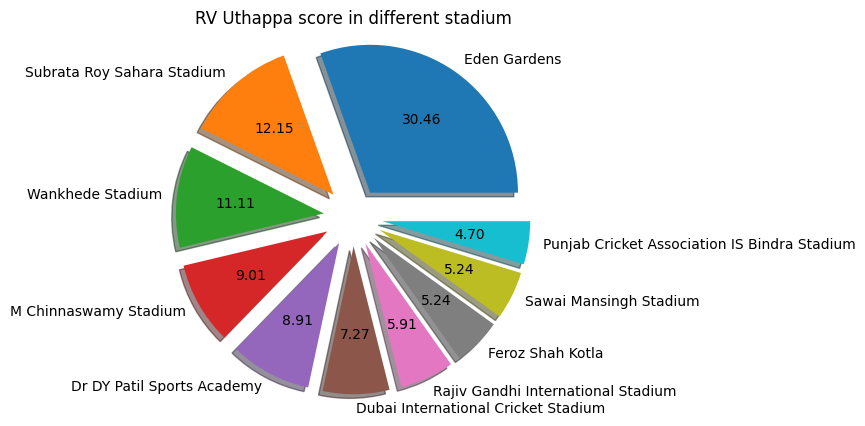 RV Uthappa score in different stadium
Eden Gardens
30.46
Subrata Roy Sahara Stadium
12.15
Wankhede Stadium
11.11
M Chinnaswamy Stadium
9.01
Dr DY Patil Sports Academy
8.91
Dubai International Cricket Stadium
7.27
Rajiv Gandhi International Stadium
5.91
Feroz Shah Kotla
5.24
Sawai Mansingh Stadium
5.24
Punjab Cricket Association IS Bindra Stadium
4.70